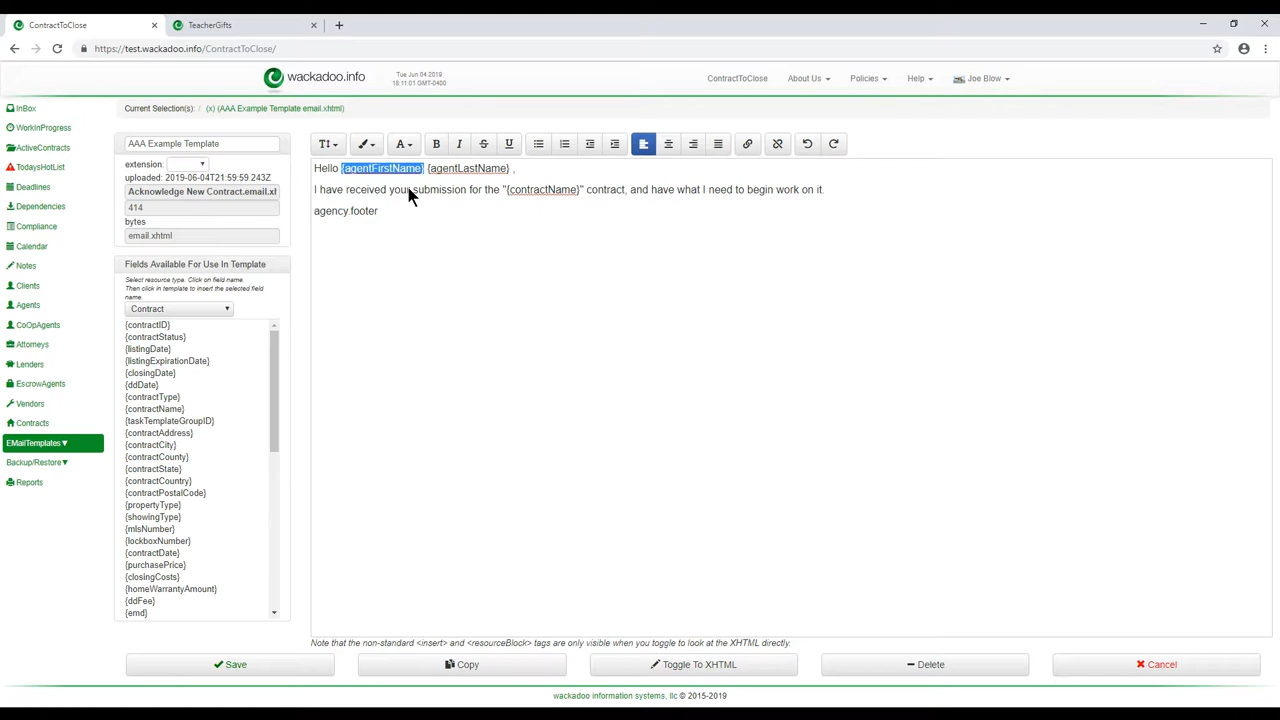 ContractToClose
TeacherGifts
https://test.wackadoo.info/ContractToClose/
wackadoo.info
Tue Jun 04 2019
18:11:01 GMT-0400
ContractToClose
About Us
Policies
Help
Joe Blow
InBox
WorkInProgress
ActiveContracts
TodaysHotList
Deadlines
Dependencies
Compliance
Calendar
Notes
Clients
Agents
CoOpAgents
Attorneys
Lenders
EscrowAgents
Vendors
Contracts
EMailTemplates▼
Backup/Restore▼
Reports
Current Selection(s): / (x) (AAA Example Template email.xhtml)
AAA Example Template
extension:
uploaded: 2019-06-04T21:59:59.243Z
Acknowledge New Contract.email.xh
414
bytes
email.xhtml
Fields Available For Use In Template
Select resource type. Click on field name.
Then click in template to insert the selected field
name.
Contract
{contractID}
{contractStatus}
{listingDate}
{listingExpirationDate}
{closingDate}
{ddDate}
{contractType}
{contractName}
{taskTemplateGroupID}
{contractAddress}
{contractCity}
{contractCounty}
{contractState}
{contractCountry}
{contractPostalCode}
{propertyType}
{showingType}
{mlsNumber}
{lockboxNumber}
{contractDate}
{purchasePrice}
{closingCosts}
{homeWarrantyAmount}
{ddFee}
{emd}
Hello {agentFirstName} {agentLastName} ,
I have received your submission for the "{contractName}" contract, and have what I need to begin work on it.
agency.footer
Note that the non-standard <insert> and <resourceBlock> tags are only visible when you toggle to look at the XHTML directly.
Save
Copy
Toggle To XHTML
Delete
Cancel
wackadoo information systems, llc © 2015-2019